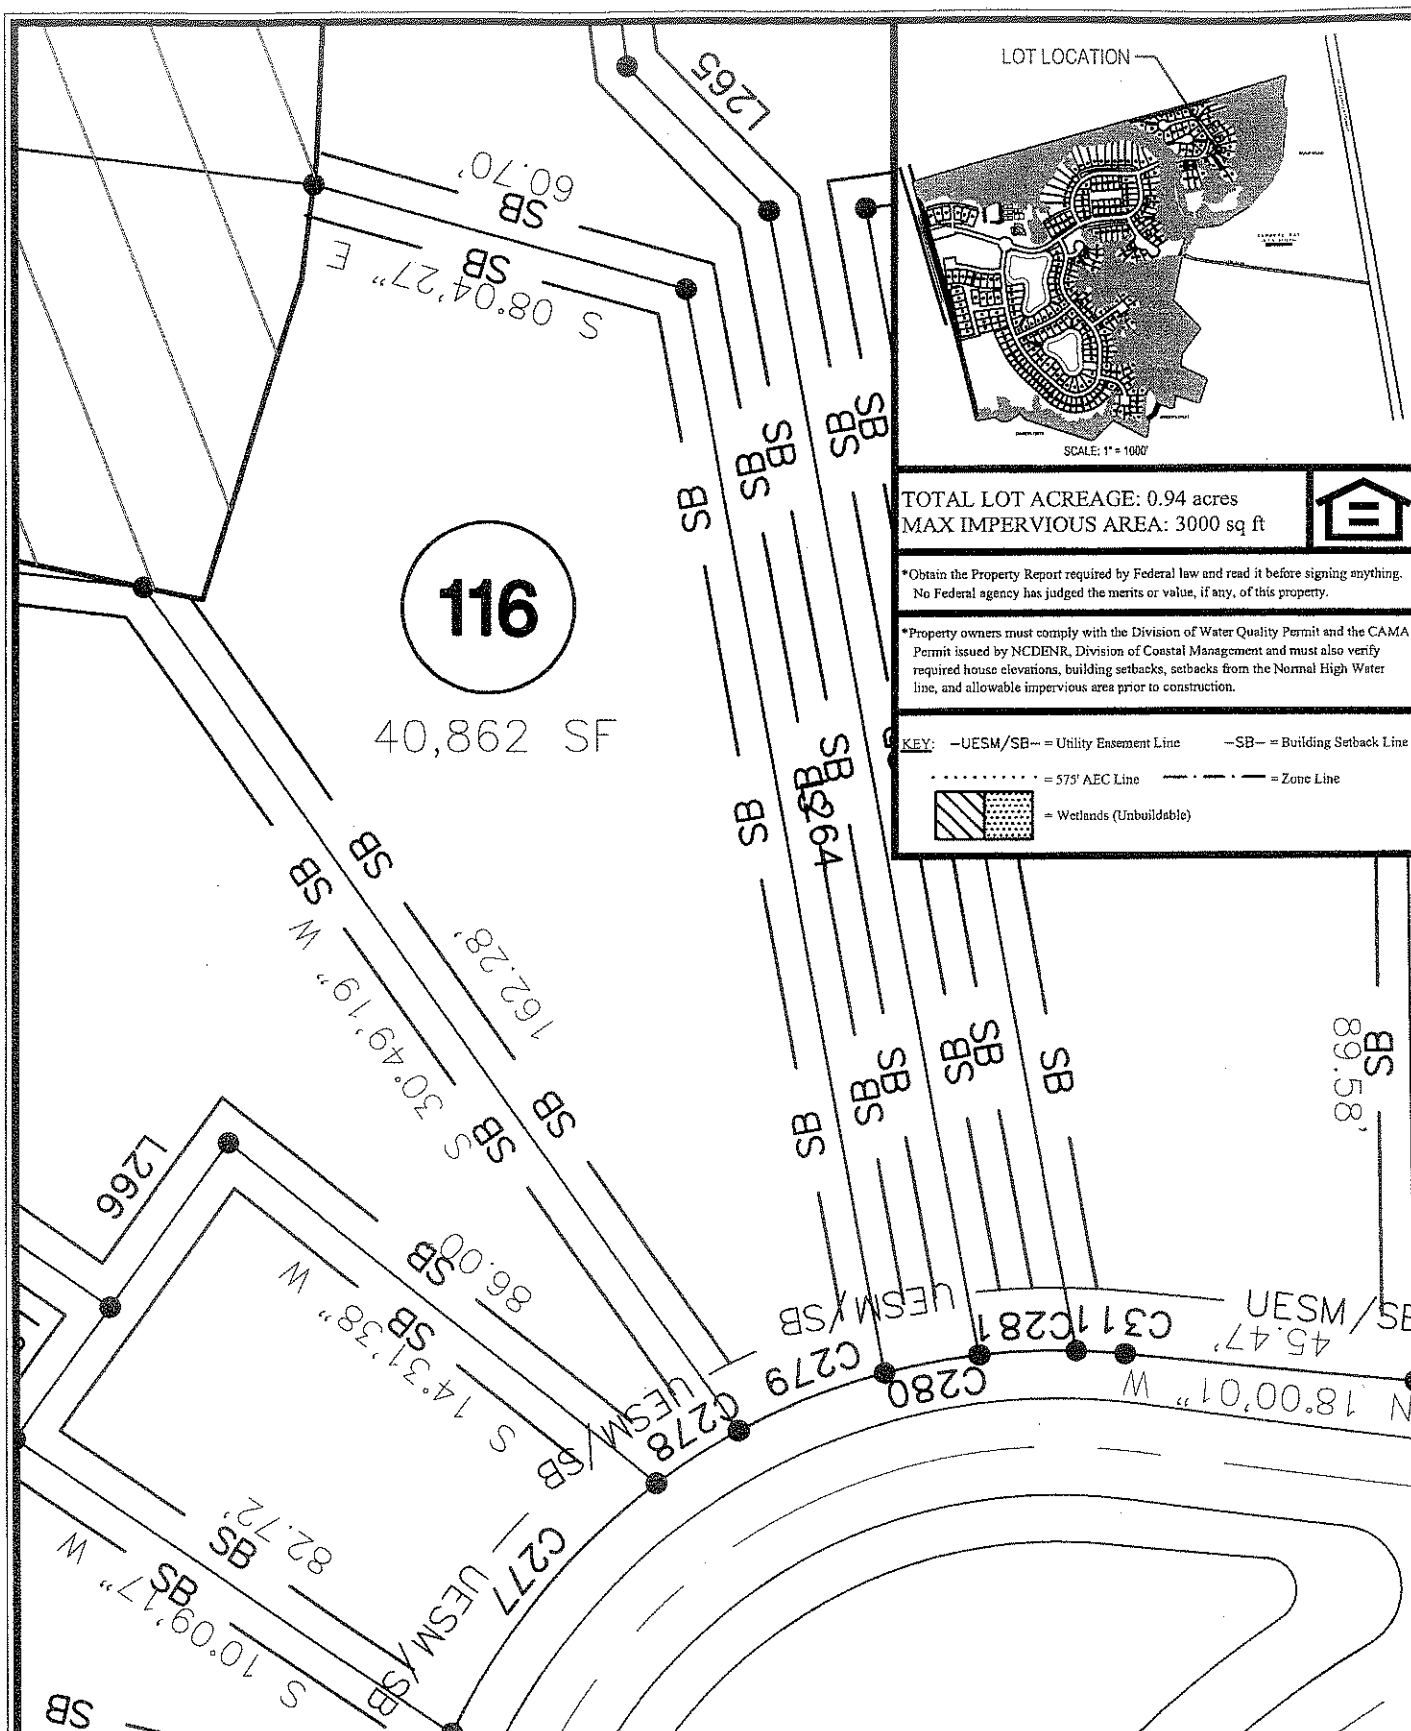 LOT LOCATION
SCALE: 1" = 1000'
TOTAL LOT ACREAGE: 0.94 acres
MAX IMPERVIOUS AREA: 3000 sq ft
*Obtain the Property Report required by Federal law and read it before signing anything.
No Federal agency has judged the merits or value, if any, of this property.
*Property owners must comply with the Division of Water Quality Permit and the CAMA
Permit issued by NCDENR, Division of Coastal Management and must also verify
required house elevations, building setbacks, setbacks from the Normal High Water
line, and allowable impervious area prior to construction.
KEY: -UESM/SB- = Utility Easement Line -SB- = Building Setback Line
= 575' AEC Line = Zone Line
= Wetlands (Unbuildable)
L265
60.70'
SB
SB
S 08°04'27" E
SB
SB
SB
SB
SB
116
40,862 SF
SB
SB
SB
L264
SB
SB
162.28'
S 30°49'19" W
SB
SB
SB
SB
SB
SB
SB
SB
SB
89.58'
L266
SB
86.00
S 14°31'38" W
SB
UESM/SB
UESM/SB
45.47'
N 18°00'01" W
C311
C281
C280
C279
C278
UESM/SB
C277
UESM/SB
82.72'
SB
SB
S 10°09'17" W
SB